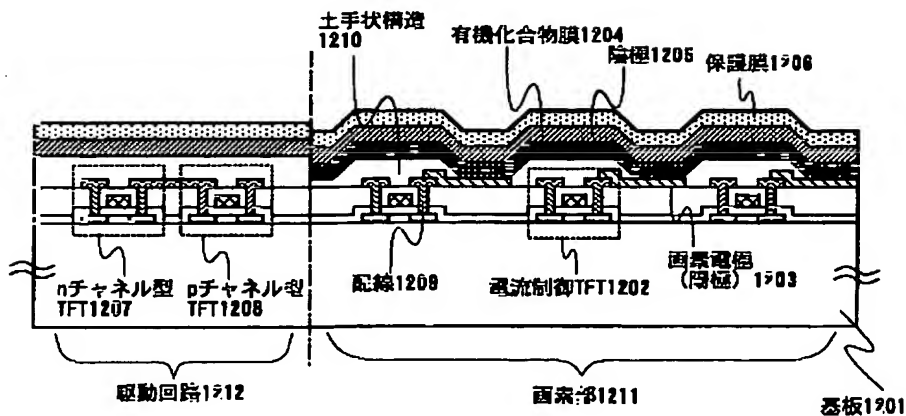 土手状構造
1210
有機化合物膜1204
陰極1205
保護膜1206
nチャネル型
TFT1207
pチャネル型
TFT1208
配線1209
電流制御TFT1202
画素電極
(陽極) 1203
駆動回路1212
画素部1211
基板1201